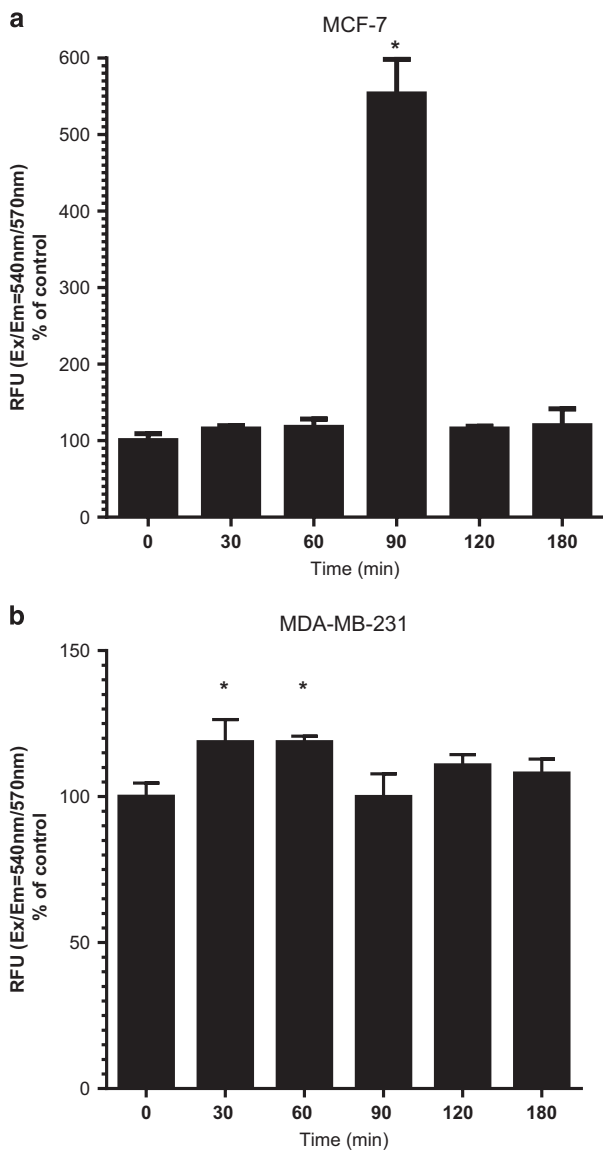 a
MCF-7
*
600
500
400
300
200
100
0
RFU (Ex/Em=540nm/570nm)
% of control
0 30 60 90 120 180
Time (min)
b
MDA-MB-231
* *
150
100
50
0
RFU (Ex/Em=540nm/570nm)
% of control
0 30 60 90 120 180
Time (min)